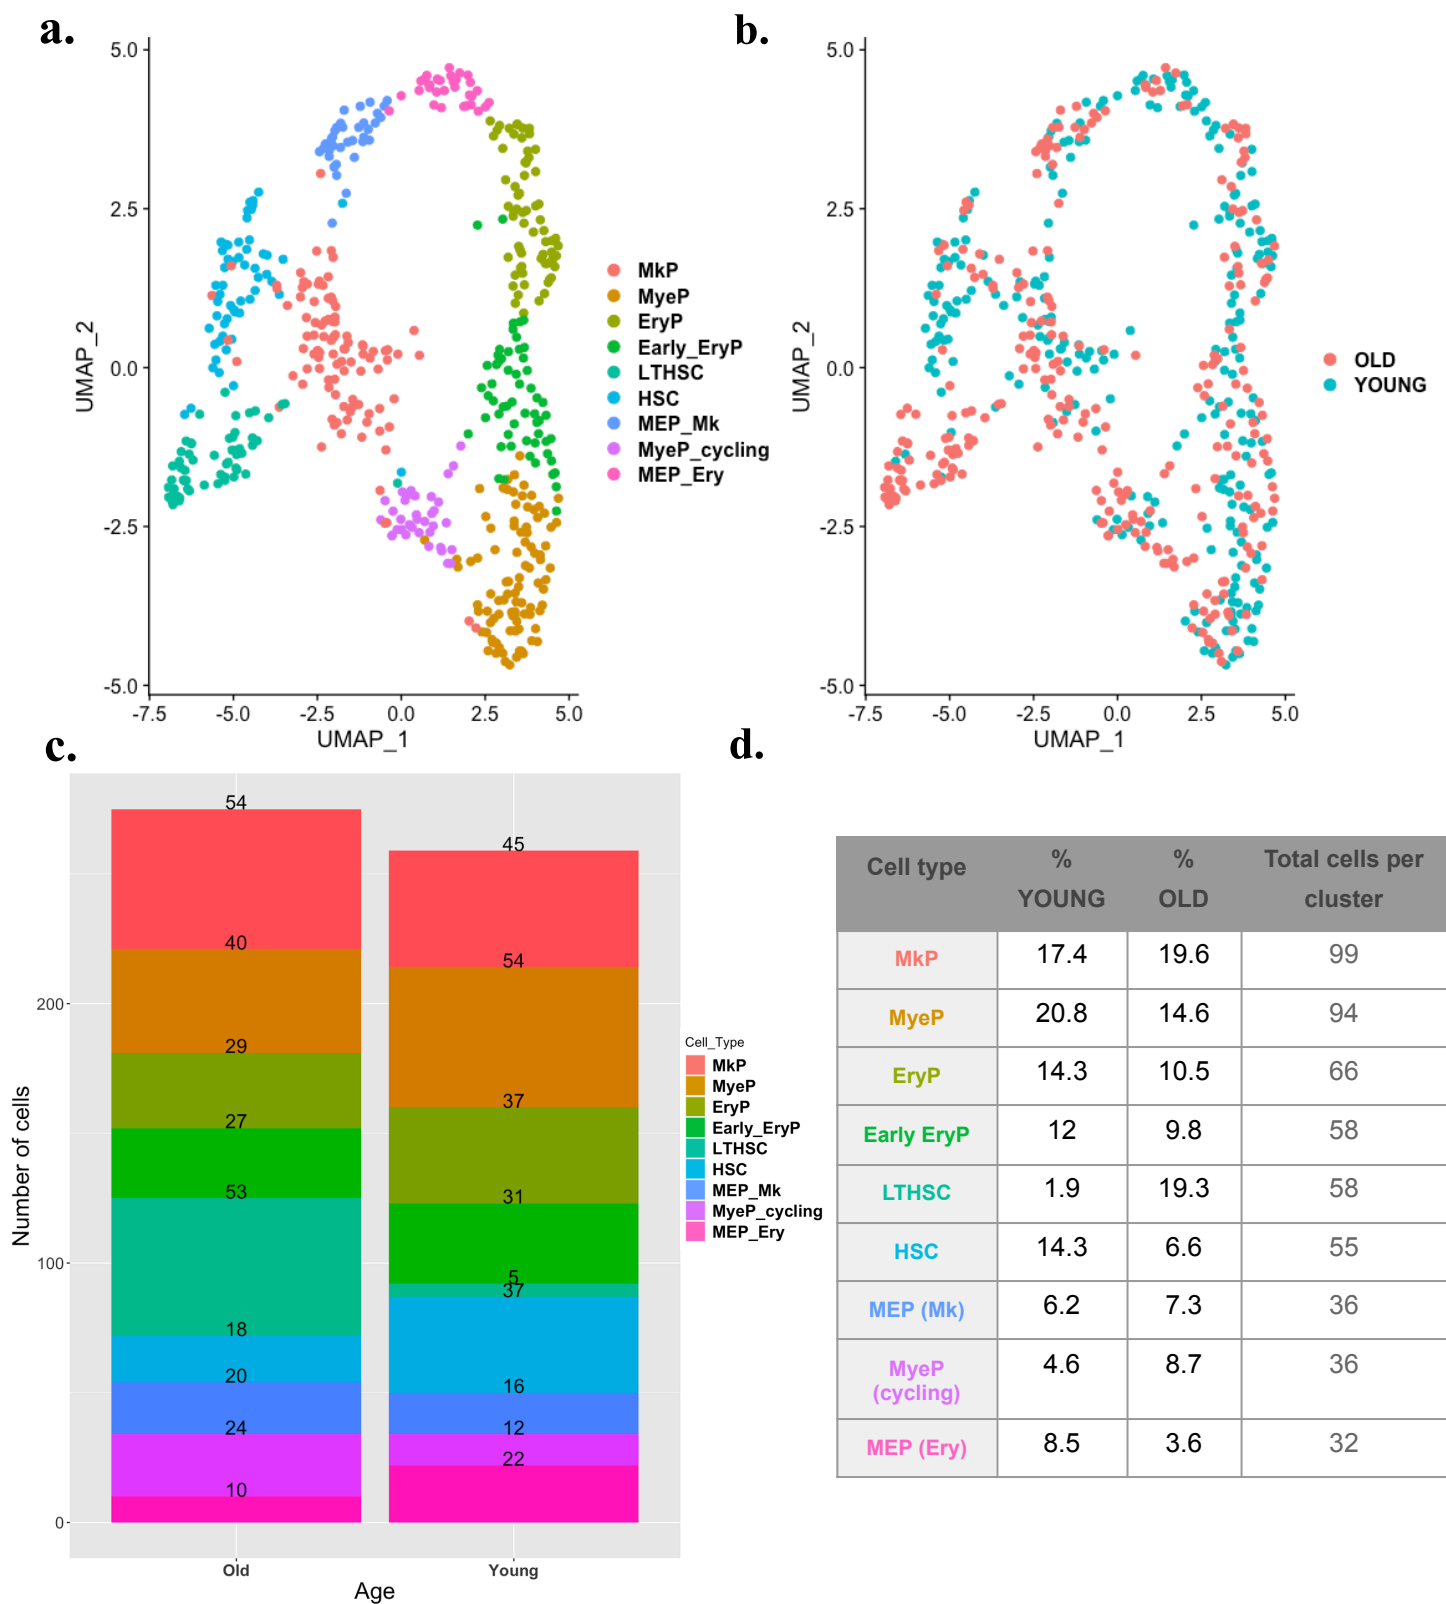 a.
5.0
2.5
0.0
-2.5
-5.0
UMAP_2
-7.5 -5.0 -2.5 0.0 2.5 5.0
UMAP_1
MkP
MyeP
EryP
Early_EryP
LTHSC
HSC
MEP_Mk
MyeP_cycling
MEP_Ery
b.
5.0
2.5
0.0
-2.5
-5.0
UMAP_2
-7.5 -5.0 -2.5 0.0 2.5 5.0
UMAP_1
OLD
YOUNG
c.
Number of cells
200
100
0
54
40
29
27
53
18
20
24
10
45
54
37
31
5
37
16
12
22
Old Young
Age
Cell_Type
MkP
MyeP
EryP
Early_EryP
LTHSC
HSC
MEP_Mk
MyeP_cycling
MEP_Ery
d.
Cell type % YOUNG % OLD Total cells per cluster
MkP 17.4 19.6 99
MyeP 20.8 14.6 94
EryP 14.3 10.5 66
Early EryP 12 9.8 58
LTHSC 1.9 19.3 58
HSC 14.3 6.6 55
MEP (Mk) 6.2 7.3 36
MyeP (cycling) 4.6 8.7 36
MEP (Ery) 8.5 3.6 32